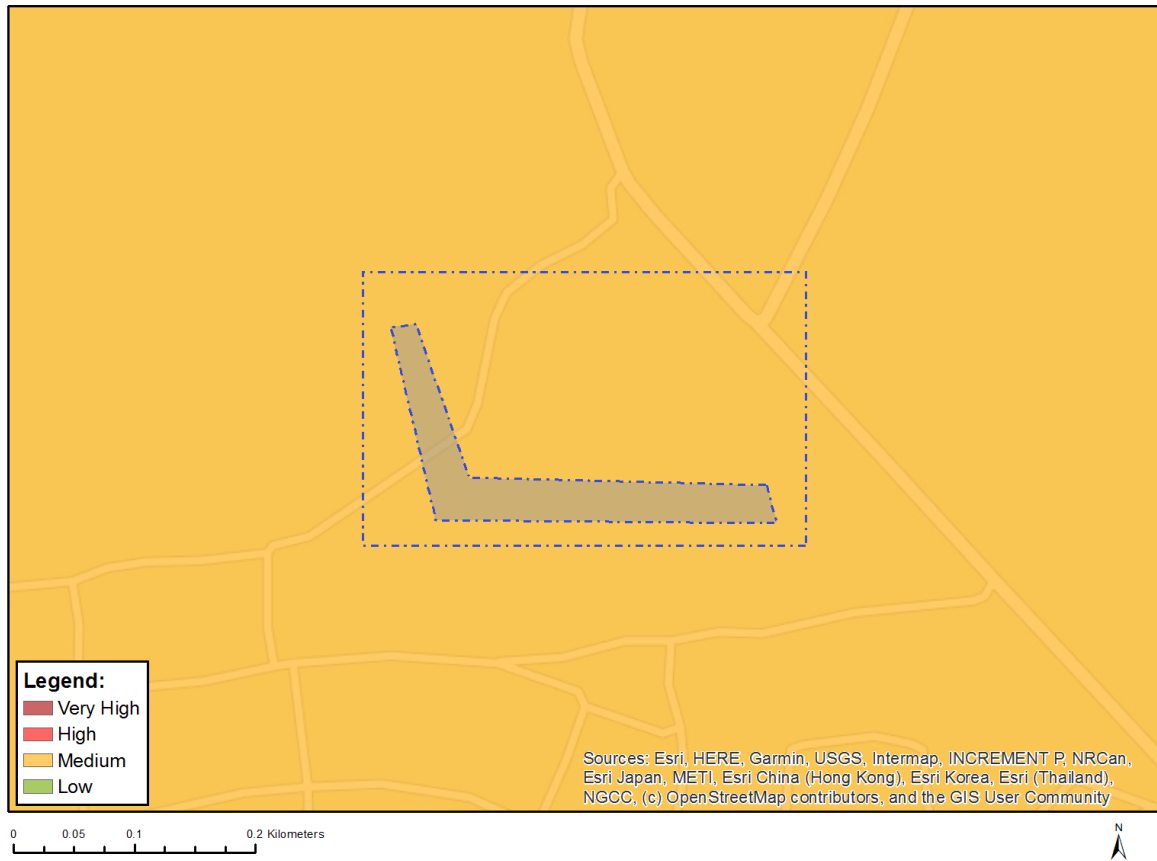 Legend:
Very High
High
Medium
Low
Sources: Esri, HERE, Garmin, USGS, Intermap, INCREMENT P, NRCan,
Esri Japan, METI, Esri China (Hong Kong), Esri Korea, Esri (Thailand),
NGCC, (c) OpenStreetMap contributors, and the GIS User Community
0 0.05 0.1 0.2 Kilometers
N